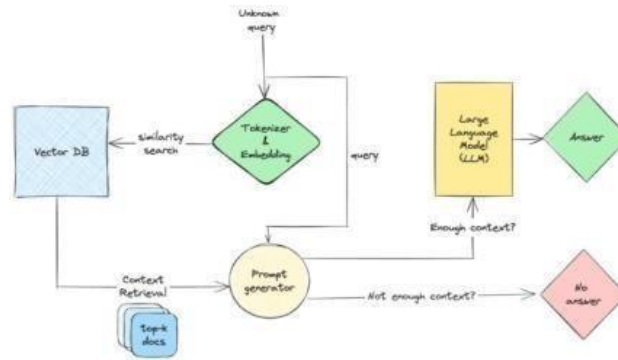 Unknown
query
Vector DB
similarity
search
Tokenizer
&
Embedding
query
Large
Language
Model
(LLM)
Answer
Enough context?
Context
Retrieval
top-k
docs
Prompt
generator
Not enough context?
No
answer